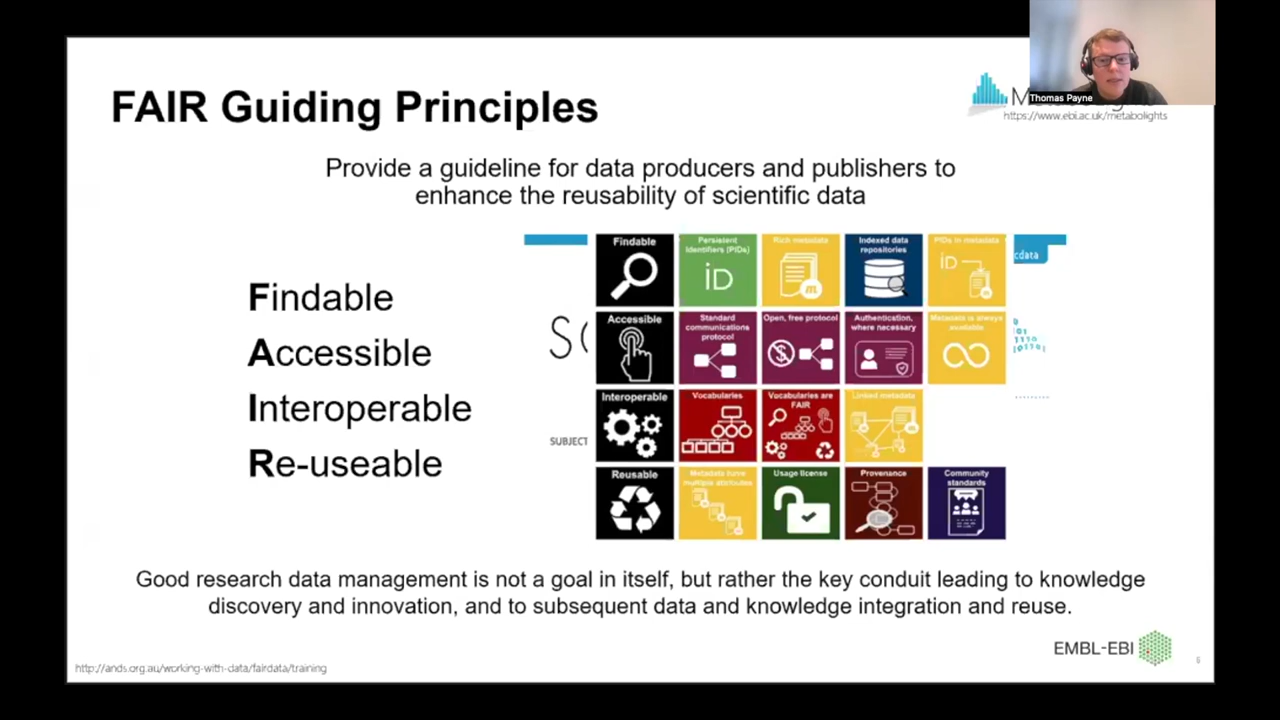 Thomas Payne
FAIR Guiding Principles
https://www.ebi.ac.uk/metabolights
Provide a guideline for data producers and publishers to
enhance the reusability of scientific data
Findable
Accessible
Interoperable
Re-useable
SUBJECT
Findable
Persistent
Identifiers (PIDs)
iD
Rich metadata
m
Indexed data
repositories
PIDs in metadata
iD
Accessible
Standard
communications
protocol
Open, free protocol
Authentication,
where necessary
Metadata is always
available
Interoperable
Vocabularies
Vocabularies are
FAIR
Linked metadata
Reusable
Metadata have
multiple attributes
Usage license
Provenance
Community
standards
cdata
Good research data management is not a goal in itself, but rather the key conduit leading to knowledge
discovery and innovation, and to subsequent data and knowledge integration and reuse.
EMBL-EBI
http://ands.org.au/working-with-data/fairdata/training
6